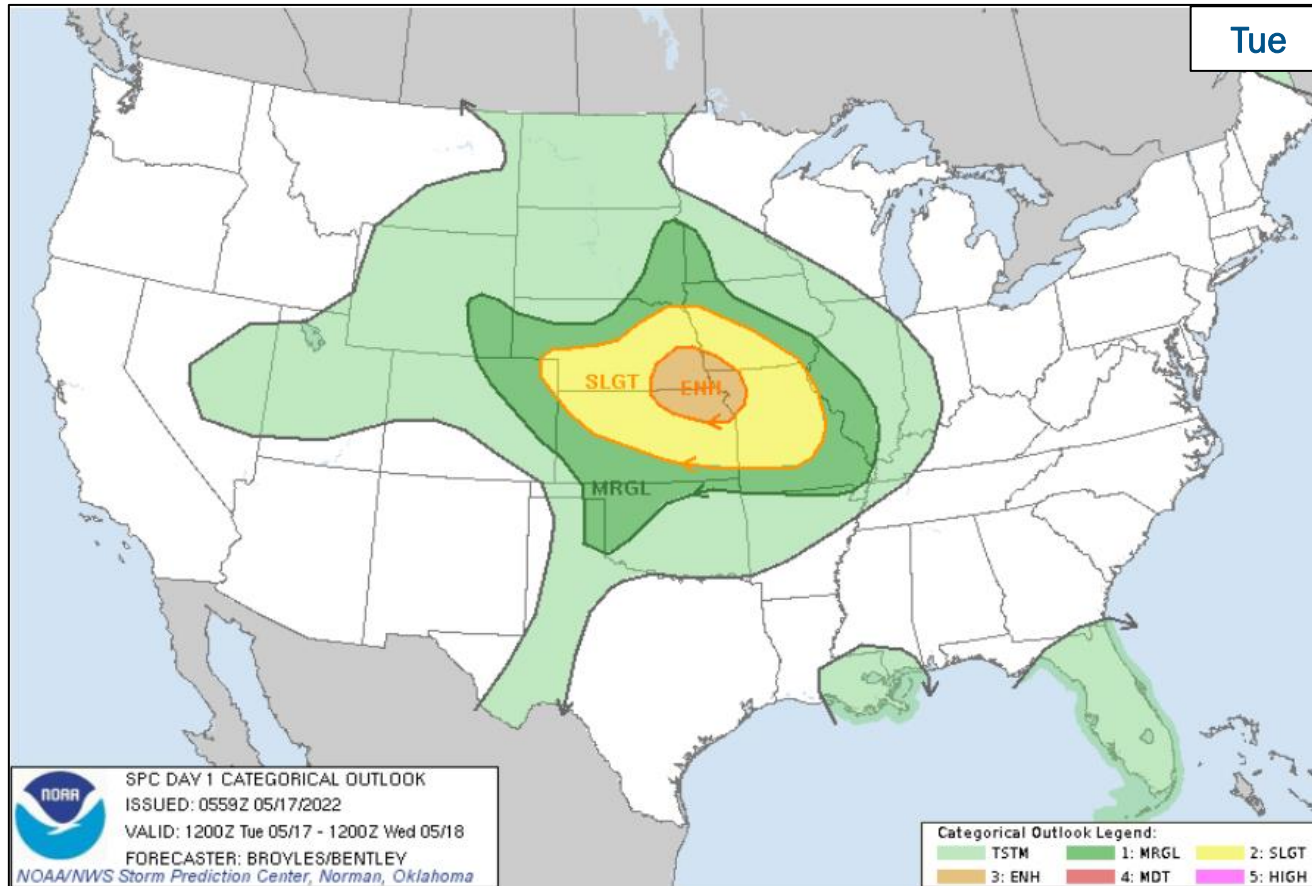 Tue
SLGT
ENH
MRGL
NOAA
SPC DAY 1 CATEGORICAL OUTLOOK
ISSUED: 0559Z 05/17/2022
VALID: 1200Z Tue 05/17 - 1200Z Wed 05/18
FORECASTER: BROYLES/BENTLEY
NOAA/NWS Storm Prediction Center, Norman, Oklahoma
Categorical Outlook Legend:
TSTM 1: MRGL 2: SLGT
3: ENH 4: MDT 5: HIGH